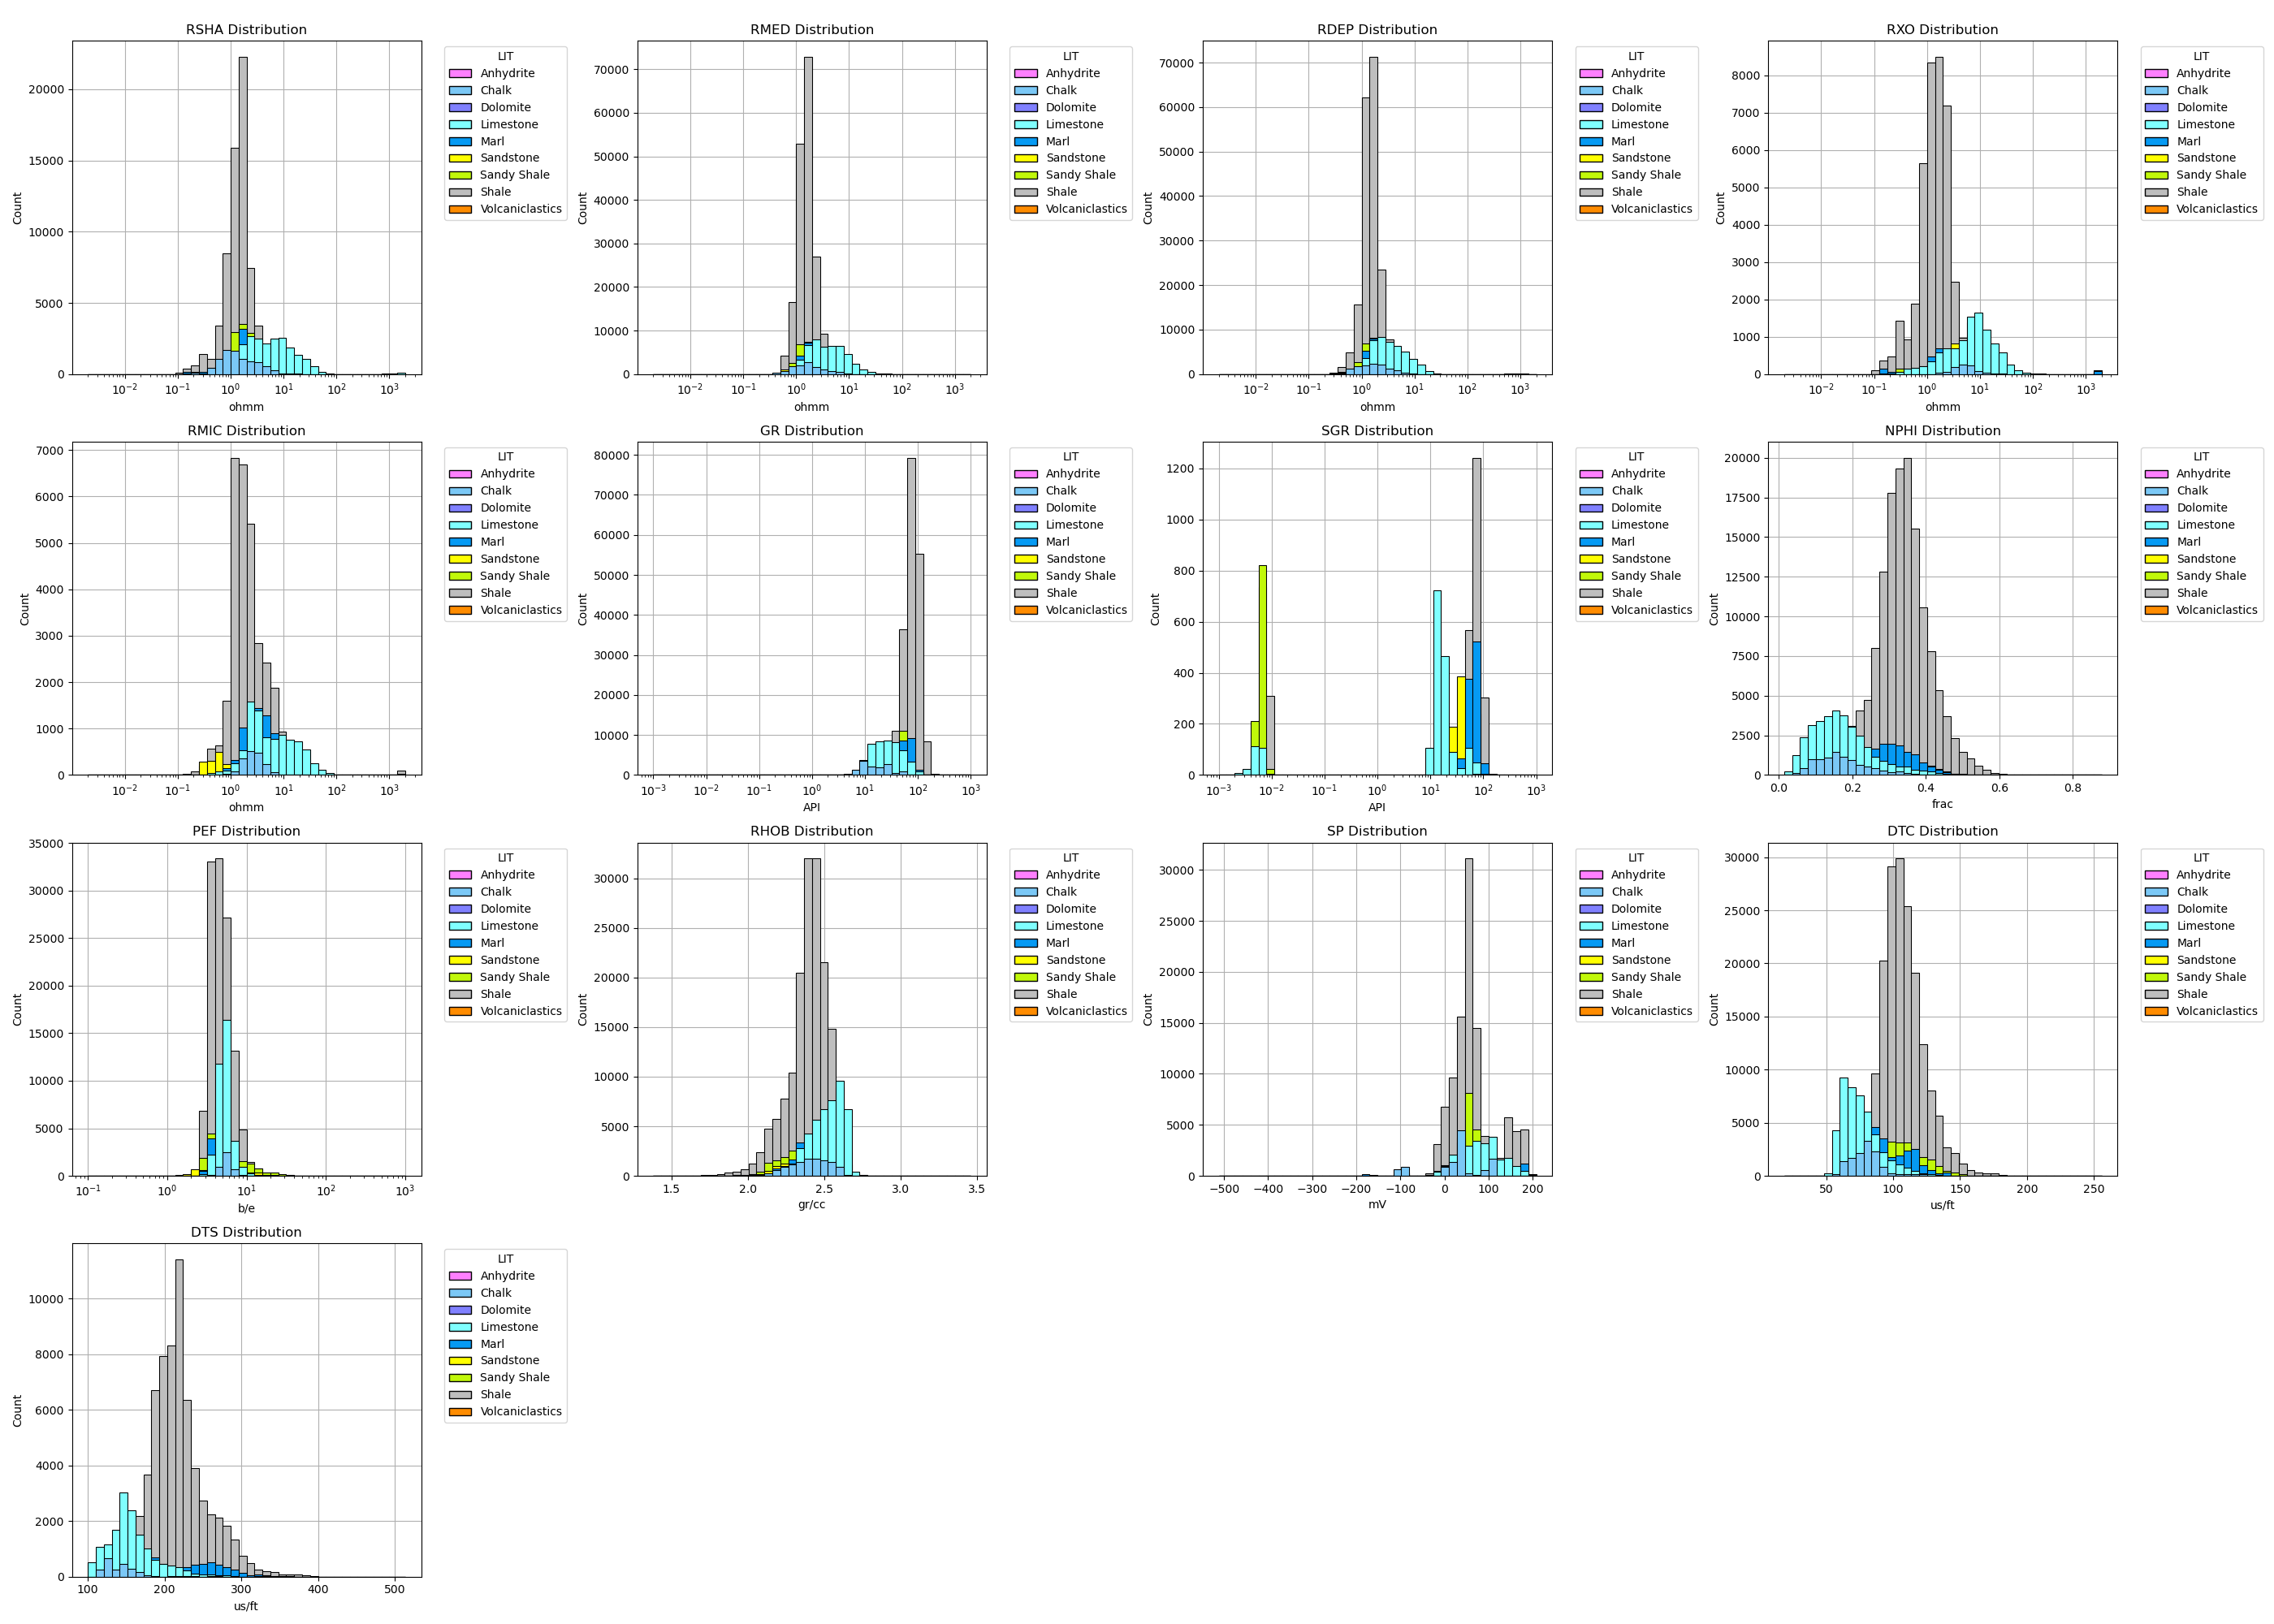 RSHA Distribution
Count
20000
15000
10000
5000
0
10⁻² 10⁻¹ 10⁰ 10¹ 10² 10³
ohmm
LIT
Anhydrite
Chalk
Dolomite
Limestone
Marl
Sandstone
Sandy Shale
Shale
Volcaniclastics
RMED Distribution
Count
70000
60000
50000
40000
30000
20000
10000
0
10⁻² 10⁻¹ 10⁰ 10¹ 10² 10³
ohmm
LIT
Anhydrite
Chalk
Dolomite
Limestone
Marl
Sandstone
Sandy Shale
Shale
Volcaniclastics
RDEP Distribution
Count
70000
60000
50000
40000
30000
20000
10000
0
10⁻² 10⁻¹ 10⁰ 10¹ 10² 10³
ohmm
LIT
Anhydrite
Chalk
Dolomite
Limestone
Marl
Sandstone
Sandy Shale
Shale
Volcaniclastics
RXO Distribution
Count
8000
7000
6000
5000
4000
3000
2000
1000
0
10⁻² 10⁻¹ 10⁰ 10¹ 10² 10³
ohmm
LIT
Anhydrite
Chalk
Dolomite
Limestone
Marl
Sandstone
Sandy Shale
Shale
Volcaniclastics
RMIC Distribution
Count
7000
6000
5000
4000
3000
2000
1000
0
10⁻² 10⁻¹ 10⁰ 10¹ 10² 10³
ohmm
LIT
Anhydrite
Chalk
Dolomite
Limestone
Marl
Sandstone
Sandy Shale
Shale
Volcaniclastics
GR Distribution
Count
80000
70000
60000
50000
40000
30000
20000
10000
0
10⁻³ 10⁻² 10⁻¹ 10⁰ 10¹ 10² 10³
API
LIT
Anhydrite
Chalk
Dolomite
Limestone
Marl
Sandstone
Sandy Shale
Shale
Volcaniclastics
SGR Distribution
Count
1200
1000
800
600
400
200
0
10⁻³ 10⁻² 10⁻¹ 10⁰ 10¹ 10² 10³
API
LIT
Anhydrite
Chalk
Dolomite
Limestone
Marl
Sandstone
Sandy Shale
Shale
Volcaniclastics
NPHI Distribution
Count
20000
17500
15000
12500
10000
7500
5000
2500
0
0.0 0.2 0.4 0.6 0.8
frac
LIT
Anhydrite
Chalk
Dolomite
Limestone
Marl
Sandstone
Sandy Shale
Shale
Volcaniclastics
PEF Distribution
Count
35000
30000
25000
20000
15000
10000
5000
0
10⁻¹ 10⁰ 10¹ 10² 10³
b/e
LIT
Anhydrite
Chalk
Dolomite
Limestone
Marl
Sandstone
Sandy Shale
Shale
Volcaniclastics
RHOB Distribution
Count
30000
25000
20000
15000
10000
5000
0
1.5 2.0 2.5 3.0 3.5
gr/cc
LIT
Anhydrite
Chalk
Dolomite
Limestone
Marl
Sandstone
Sandy Shale
Shale
Volcaniclastics
SP Distribution
Count
30000
25000
20000
15000
10000
5000
0
−500 −400 −300 −200 −100 0 100 200
mV
LIT
Anhydrite
Chalk
Dolomite
Limestone
Marl
Sandstone
Sandy Shale
Shale
Volcaniclastics
DTC Distribution
Count
30000
25000
20000
15000
10000
5000
0
50 100 150 200 250
us/ft
LIT
Anhydrite
Chalk
Dolomite
Limestone
Marl
Sandstone
Sandy Shale
Shale
Volcaniclastics
DTS Distribution
Count
10000
8000
6000
4000
2000
0
100 200 300 400 500
us/ft
LIT
Anhydrite
Chalk
Dolomite
Limestone
Marl
Sandstone
Sandy Shale
Shale
Volcaniclastics